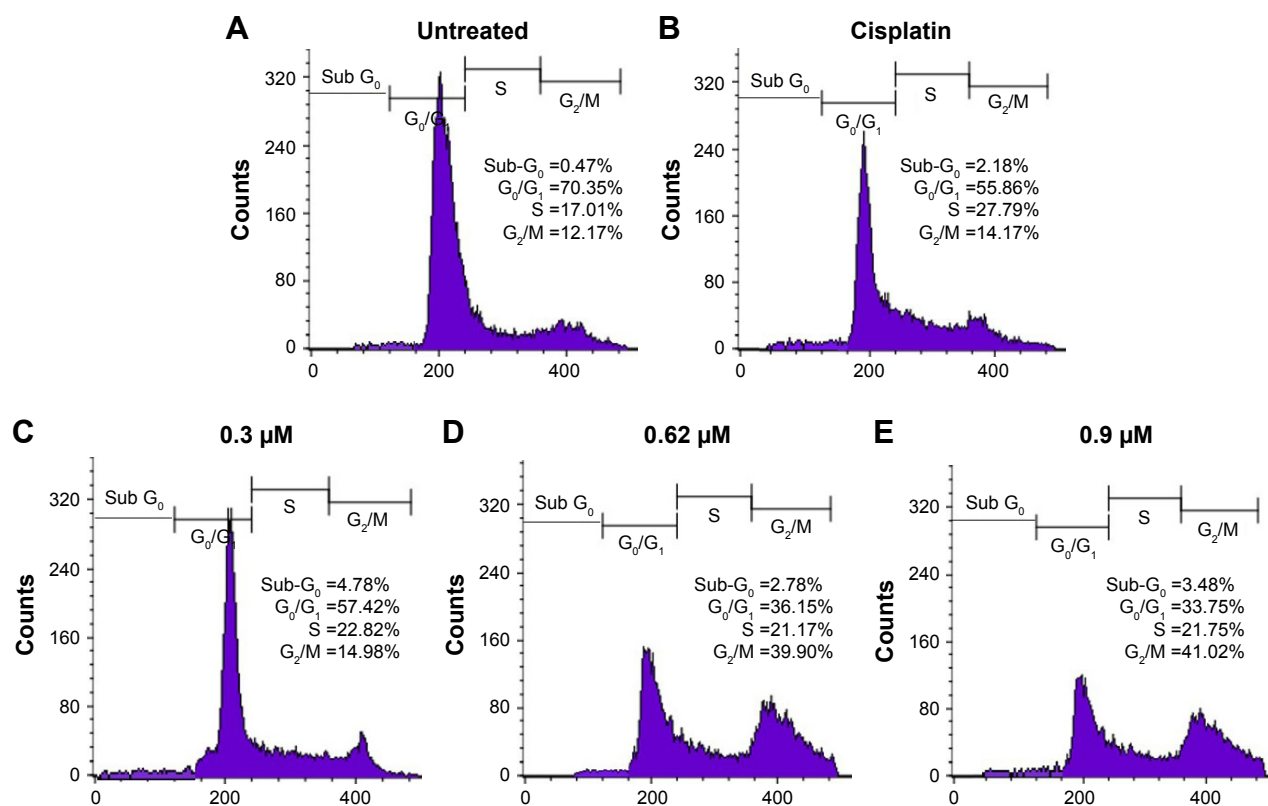 A Untreated
320
240
160
80
0
Counts
Sub G₀
G₀/G
S
G₂/M
Sub-G₀ =0.47%
G₀/G₁ =70.35%
S =17.01%
G₂/M =12.17%
0 200 400
B Cisplatin
320
240
160
80
0
Counts
Sub G₀
G₀/G₁
S
G₂/M
Sub-G₀ =2.18%
G₀/G₁ =55.86%
S =27.79%
G₂/M =14.17%
0 200 400
C 0.3 µM
320
240
160
80
0
Counts
Sub G₀
G₀/G
S
G₂/M
Sub-G₀ =4.78%
G₀/G₁ =57.42%
S =22.82%
G₂/M =14.98%
0 200 400
D 0.62 µM
320
240
160
80
0
Counts
Sub G₀
G₀/G₁
S
G₂/M
Sub-G₀ =2.78%
G₀/G₁ =36.15%
S =21.17%
G₂/M =39.90%
0 200 400
E 0.9 µM
320
240
160
80
0
Counts
Sub G₀
G₀/G₁
S
G₂/M
Sub-G₀ =3.48%
G₀/G₁ =33.75%
S =21.75%
G₂/M =41.02%
0 200 400